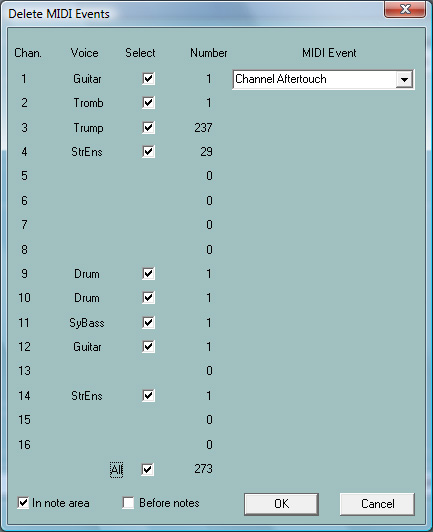 Delete MIDI Events
Chan. Voice Select Number MIDI Event
1 Guitar 1 Channel Aftertouch
2 Tromb 1
3 Trump 237
4 StrEns 29
5 0
6 0
7 0
8 0
9 Drum 1
10 Drum 1
11 SyBass 1
12 Guitar 1
13 0
14 StrEns 1
15 0
16 0
All 273
In note area Before notes OK Cancel